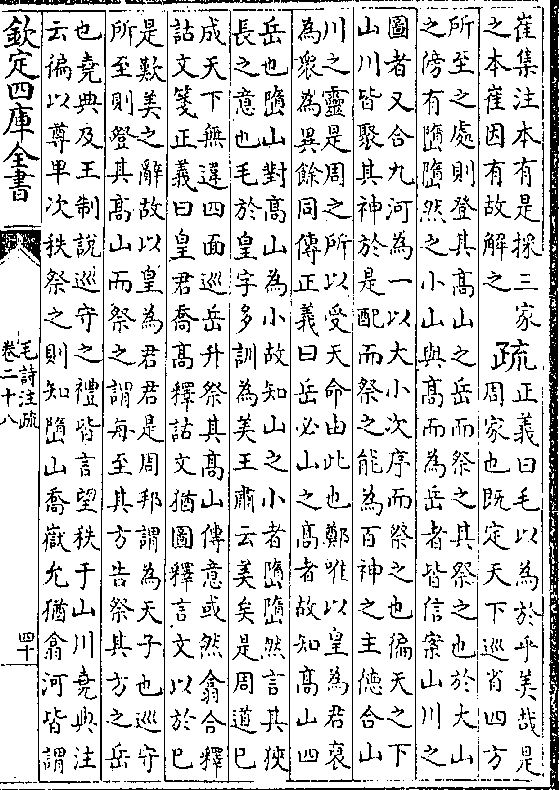 崔集注本有是採三家
之本崔因有故解之
疏
正義曰毛以為於乎美哉是
周家也既定天下巡省四方
所至之處則登其高山之岳而祭之其祭之也於大山
之傍有墮墮然之小山與高而為岳者皆信案山川之
圖者又合九河為一以大小次序而祭之也徧天之下
山川皆聚其神於是配而祭之能為百神之主德合山
川之靈是周之所以受天命由此也鄭唯以皇為君裒
為衆為異餘同傳正義曰岳必山之高者故知高山四
岳也墮山對高山為小故知山之小者墮墮然言其狹
長之意也毛於皇字多訓為美王肅云美矣是周道已
成天下無違四面巡岳升祭其高山傳意或然翕合釋
詁文箋正義曰皇君喬高釋詁文猶圖釋言文以於已
是歎美之辭故以皇為君君是周邦謂為天子也巡守
所至則登其高山而祭之謂每至其方告祭其方之岳
也堯典及王制說巡守之禮皆言望秩于山川堯典注
云徧以尊卑次秩祭之則知墮山喬嶽允猶翕河皆謂
欽定四庫全書
毛詩注疏
卷二十八
四十